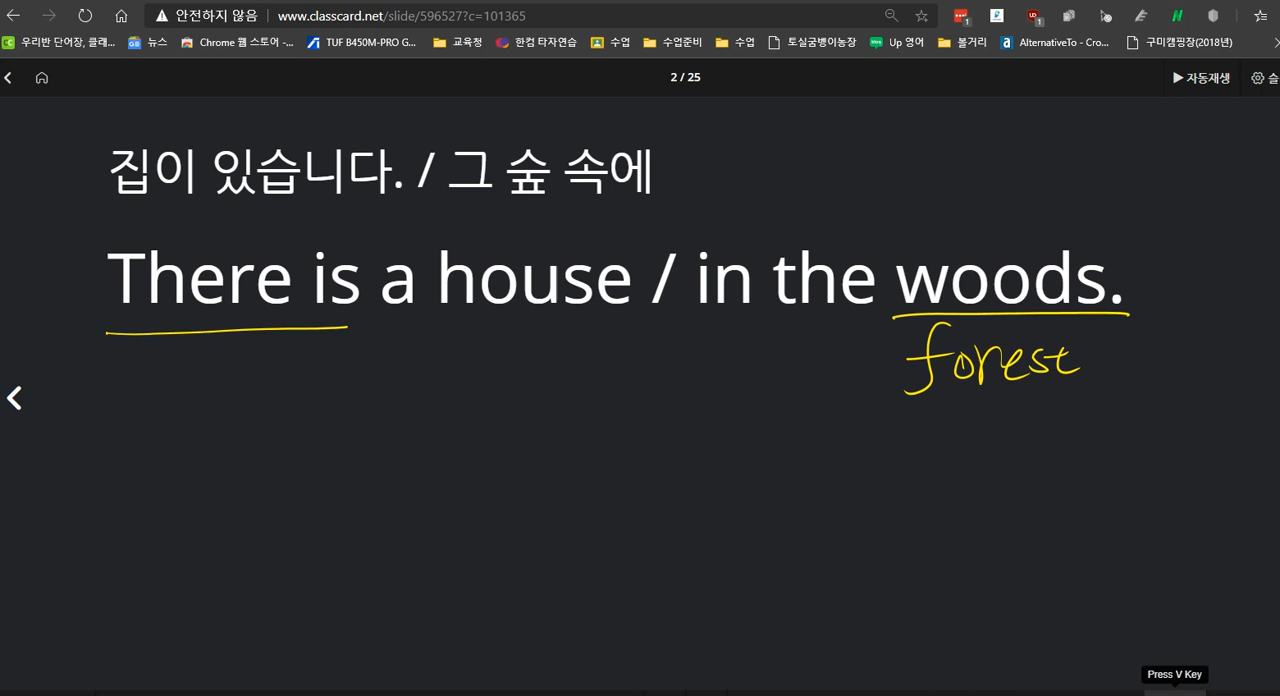 안전하지 않음 www.classcard.net/slide/596527?c=101365
우리반 단어장, 클래... 뉴스 Chrome 웹 스토어 -... TUF B450M-PRO G... 교육청 한컴 타자연습 수업 수업준비 수업 토실굼벵이농장 Up 영어 볼거리 AlternativeTo - Cro... 구미캠핑장(2018년)
2 / 25 ▶ 자동재생 슬
집이 있습니다. / 그 숲 속에
There is a house / in the woods.
forest
Press V Key